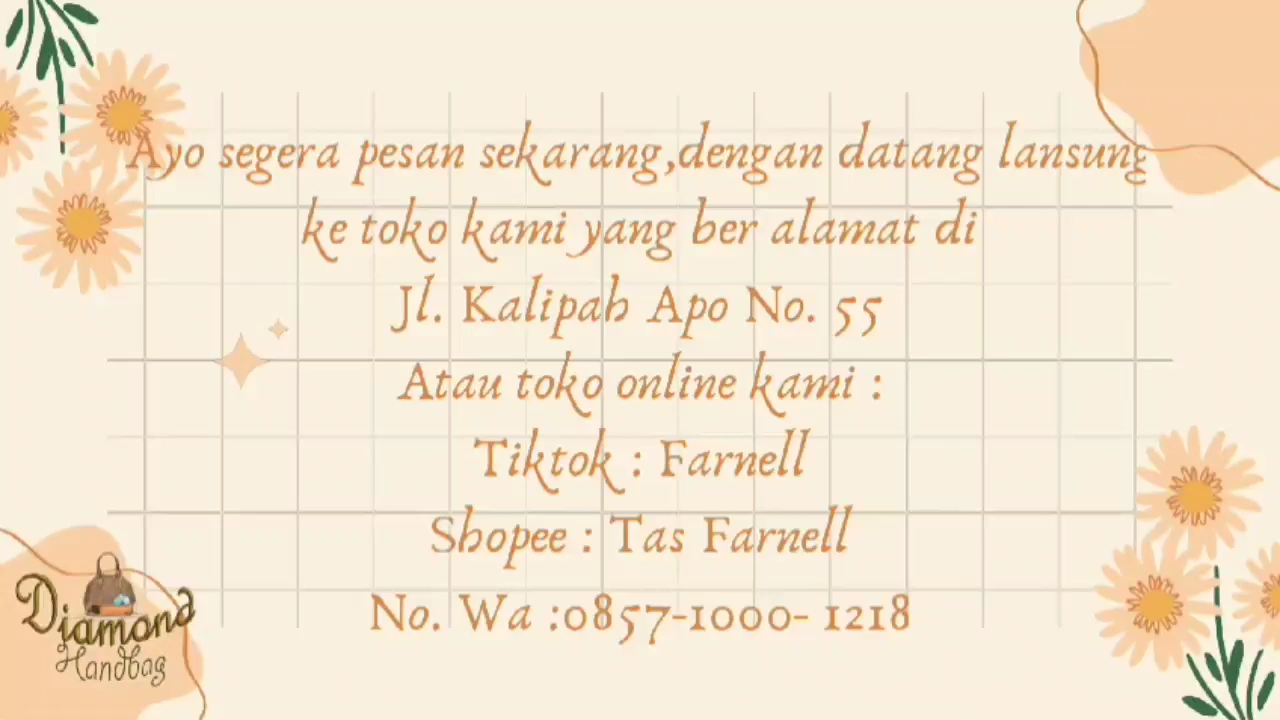 Ayo segera pesan sekarang,dengan datang lansung
ke toko kami yang ber alamat di
Jl. Kalipah Apo No. 55
Atau toko online kami :
Tiktok : Farnell
Shopee : Tas Farnell
No. Wa :0857-1000- 1218
Djamond
Handbag